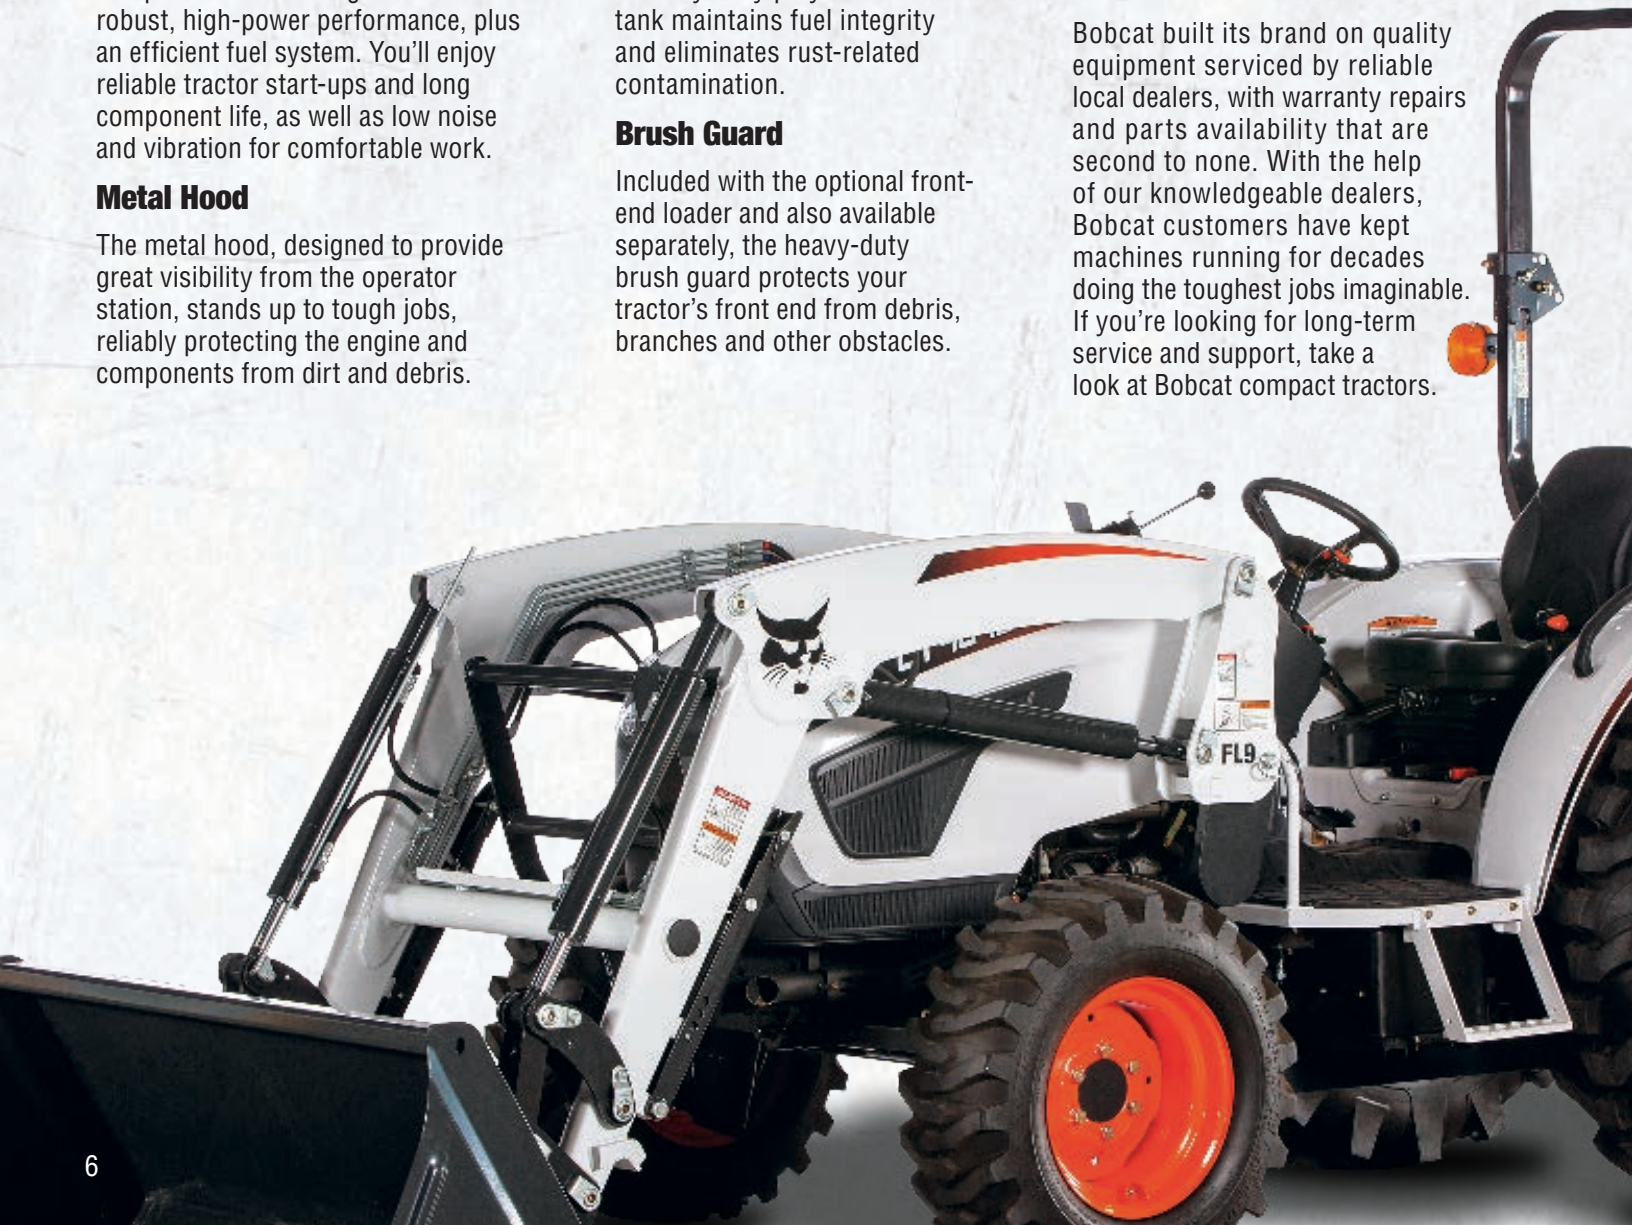 robust, high-power performance, plus
an efficient fuel system. You’ll enjoy
reliable tractor start-ups and long
component life, as well as low noise
and vibration for comfortable work.
Metal Hood
The metal hood, designed to provide
great visibility from the operator
station, stands up to tough jobs,
reliably protecting the engine and
components from dirt and debris.
tank maintains fuel integrity
and eliminates rust-related
contamination.
Brush Guard
Included with the optional front-
end loader and also available
separately, the heavy-duty
brush guard protects your
tractor’s front end from debris,
branches and other obstacles.
Bobcat built its brand on quality
equipment serviced by reliable
local dealers, with warranty repairs
and parts availability that are
second to none. With the help
of our knowledgeable dealers,
Bobcat customers have kept
machines running for decades
doing the toughest jobs imaginable.
If you’re looking for long-term
service and support, take a
look at Bobcat compact tractors.
FL9
6